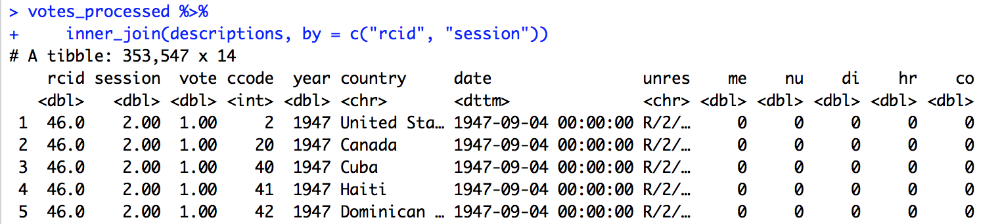 > votes_processed %>%
+     inner_join(descriptions, by = c("rcid", "session"))
# A tibble: 353,547 x 14
    rcid session  vote ccode  year country     date                unres    me    nu    di    hr    co
   <dbl>   <dbl> <dbl> <int> <dbl> <chr>       <dttm>              <chr> <dbl> <dbl> <dbl> <dbl> <dbl>
 1  46.0    2.00  1.00     2  1947 United Sta… 1947-09-04 00:00:00 R/2/…     0     0     0     0     0
 2  46.0    2.00  1.00    20  1947 Canada      1947-09-04 00:00:00 R/2/…     0     0     0     0     0
 3  46.0    2.00  1.00    40  1947 Cuba        1947-09-04 00:00:00 R/2/…     0     0     0     0     0
 4  46.0    2.00  1.00    41  1947 Haiti       1947-09-04 00:00:00 R/2/…     0     0     0     0     0
 5  46.0    2.00  1.00    42  1947 Dominican … 1947-09-04 00:00:00 R/2/…     0     0     0     0     0